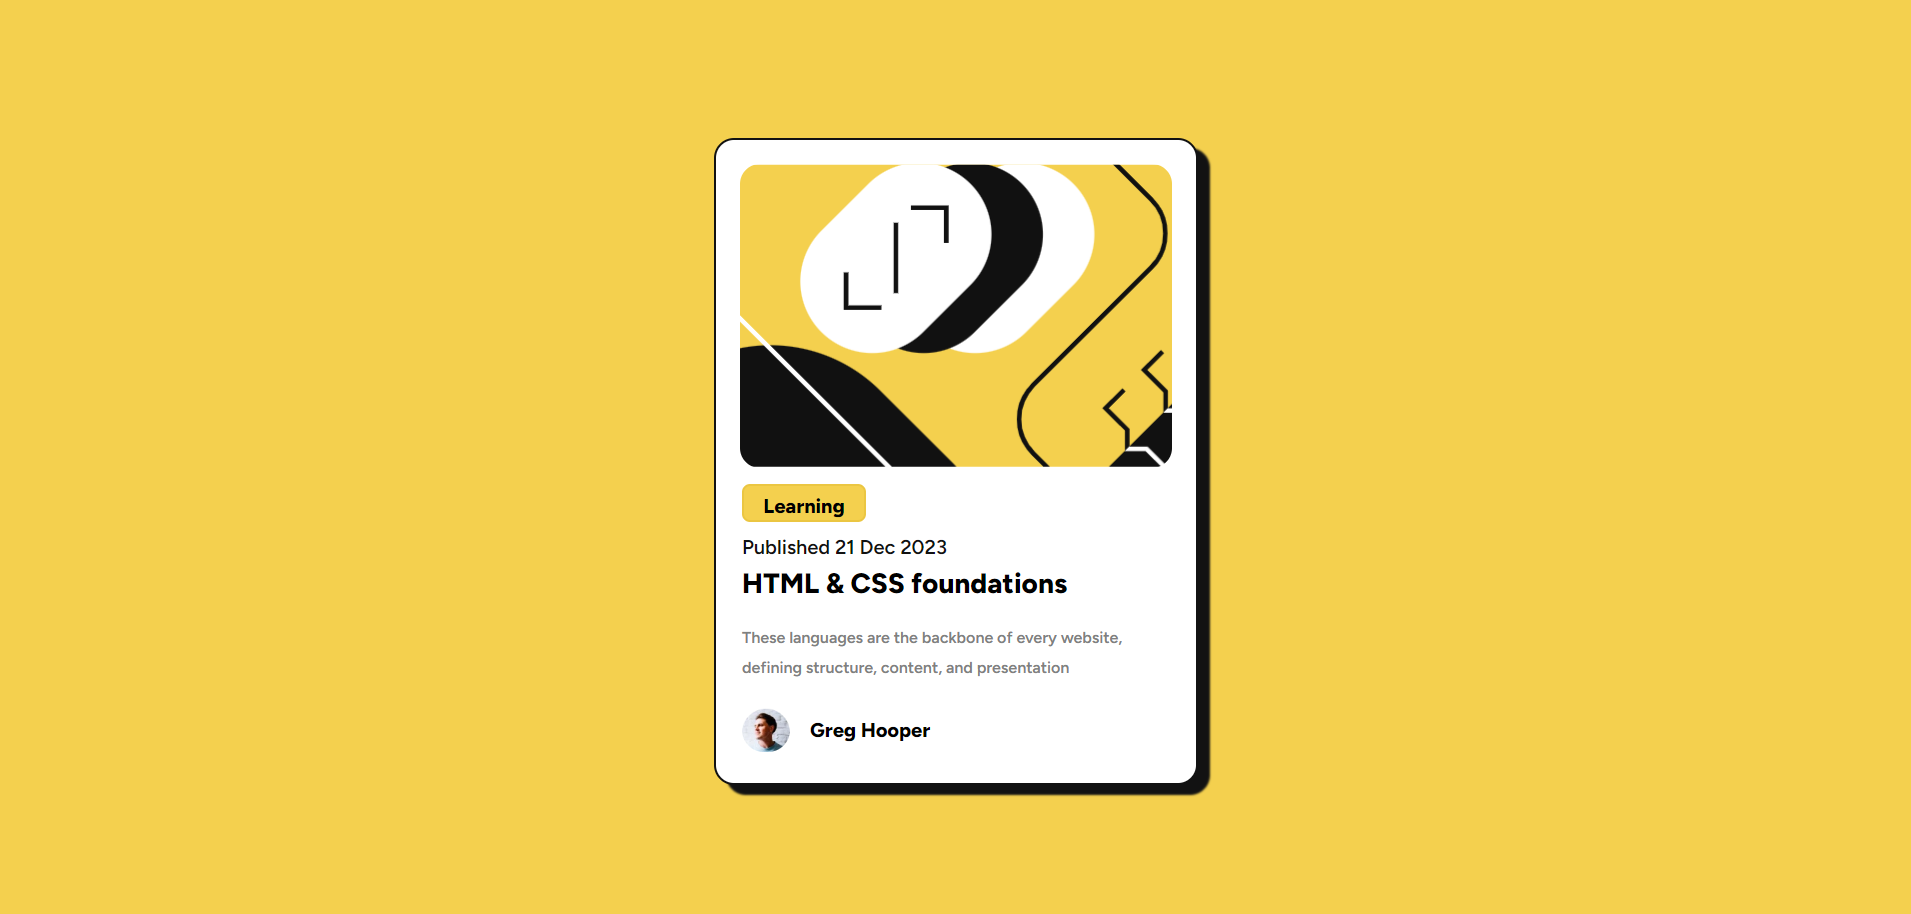 Learning
Published 21 Dec 2023
HTML & CSS foundations
These languages are the backbone of every website,
defining structure, content, and presentation
Greg Hooper